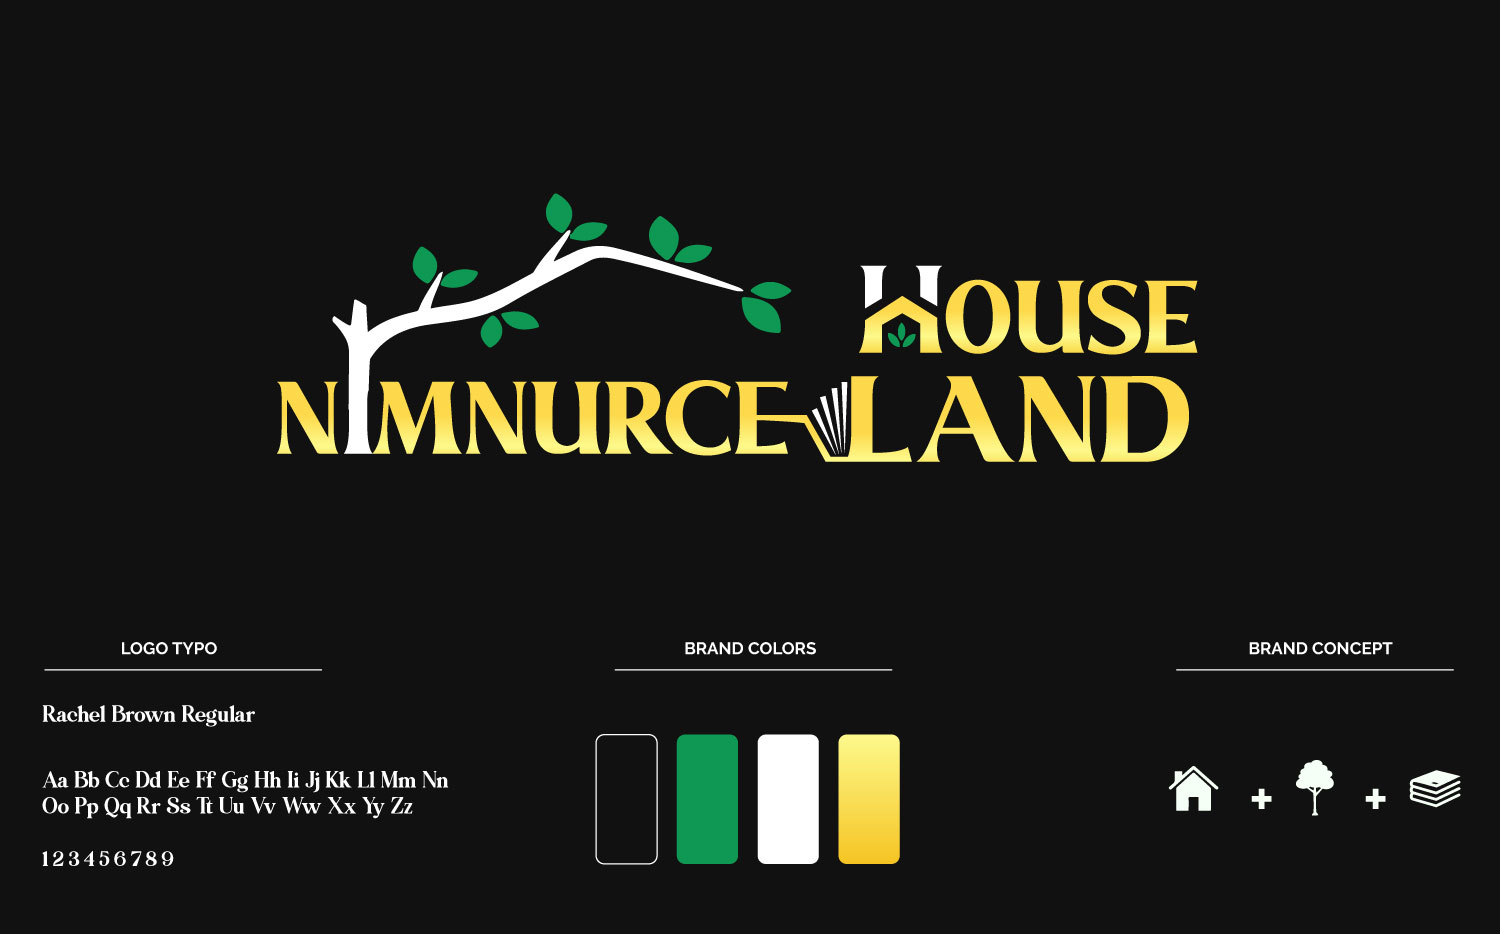 HOUSE
NIMNURCE LAND
LOGO TYPO
Rachel Brown Regular
Aa Bb Cc Dd Ee Ff Gg Hh Ii Jj Kk Ll Mm Nn
Oo Pp Qq Rr Ss Tt Uu Vv Ww Xx Yy Zz
123456789
BRAND COLORS
BRAND CONCEPT
+ +